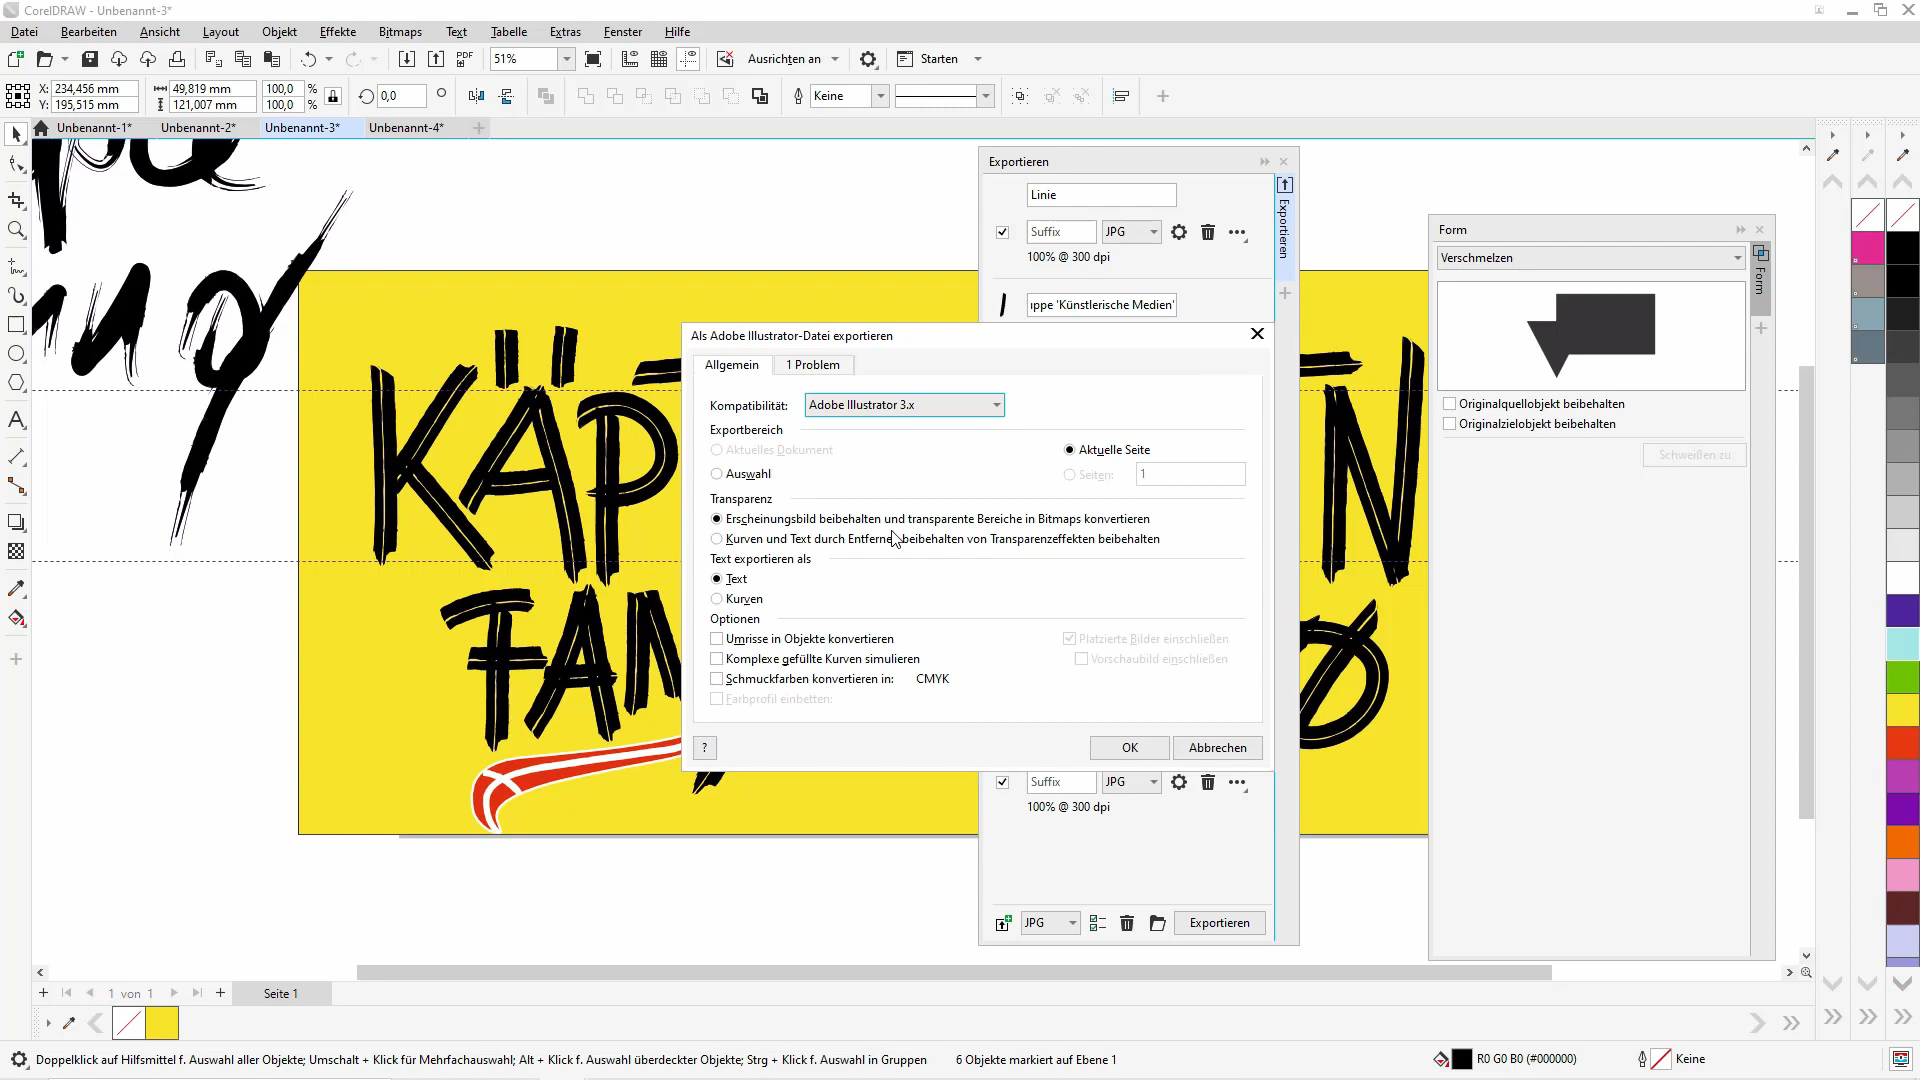 CorelDRAW - Unbenannt-3*
Datei Bearbeiten Ansicht Layout Objekt Effekte Bitmaps Text Tabelle Extras Fenster Hilfe
PDF 51% Ausrichten an Starten
X: 234,456 mm 49,819 mm 100,0 % 0,0 Keine
Y: 195,515 mm 121,007 mm 100,0 %
Unbenannt-1* Unbenannt-2* Unbenannt-3* Unbenannt-4*
Exportieren
Linie
Suffix JPG
100% @ 300 dpi
Exportieren
ıppe 'Künstlerische Medien'
Form
Verschmelzen
Form
Originalquellobjekt beibehalten
Originalzielobjekt beibehalten
Schweißen zu
Als Adobe Illustrator-Datei exportieren
Allgemein 1 Problem
Kompatibilität: Adobe Illustrator 3.x
Exportbereich
Aktuelles Dokument Aktuelle Seite
Auswahl Seiten: 1
Transparenz
Erscheinungsbild beibehalten und transparente Bereiche in Bitmaps konvertieren
Kurven und Text durch Entfernen beibehalten von Transparenzeffekten beibehalten
Text exportieren als
Text
Kurven
Optionen
Umrisse in Objekte konvertieren Platzierte Bilder einschließen
Komplexe gefüllte Kurven simulieren Vorschaubild einschließen
Schmuckfarben konvertieren in: CMYK
Farbprofil einbetten:
? OK Abbrechen
KÄP N
FAN Ø
Suffix JPG
100% @ 300 dpi
JPG Exportieren
1 von 1 Seite 1
Doppelklick auf Hilfsmittel f. Auswahl aller Objekte; Umschalt + Klick für Mehrfachauswahl; Alt + Klick f. Auswahl überdeckter Objekte; Strg + Klick f. Auswahl in Gruppen 6 Objekte markiert auf Ebene 1 R0 G0 B0 (#000000) Keine